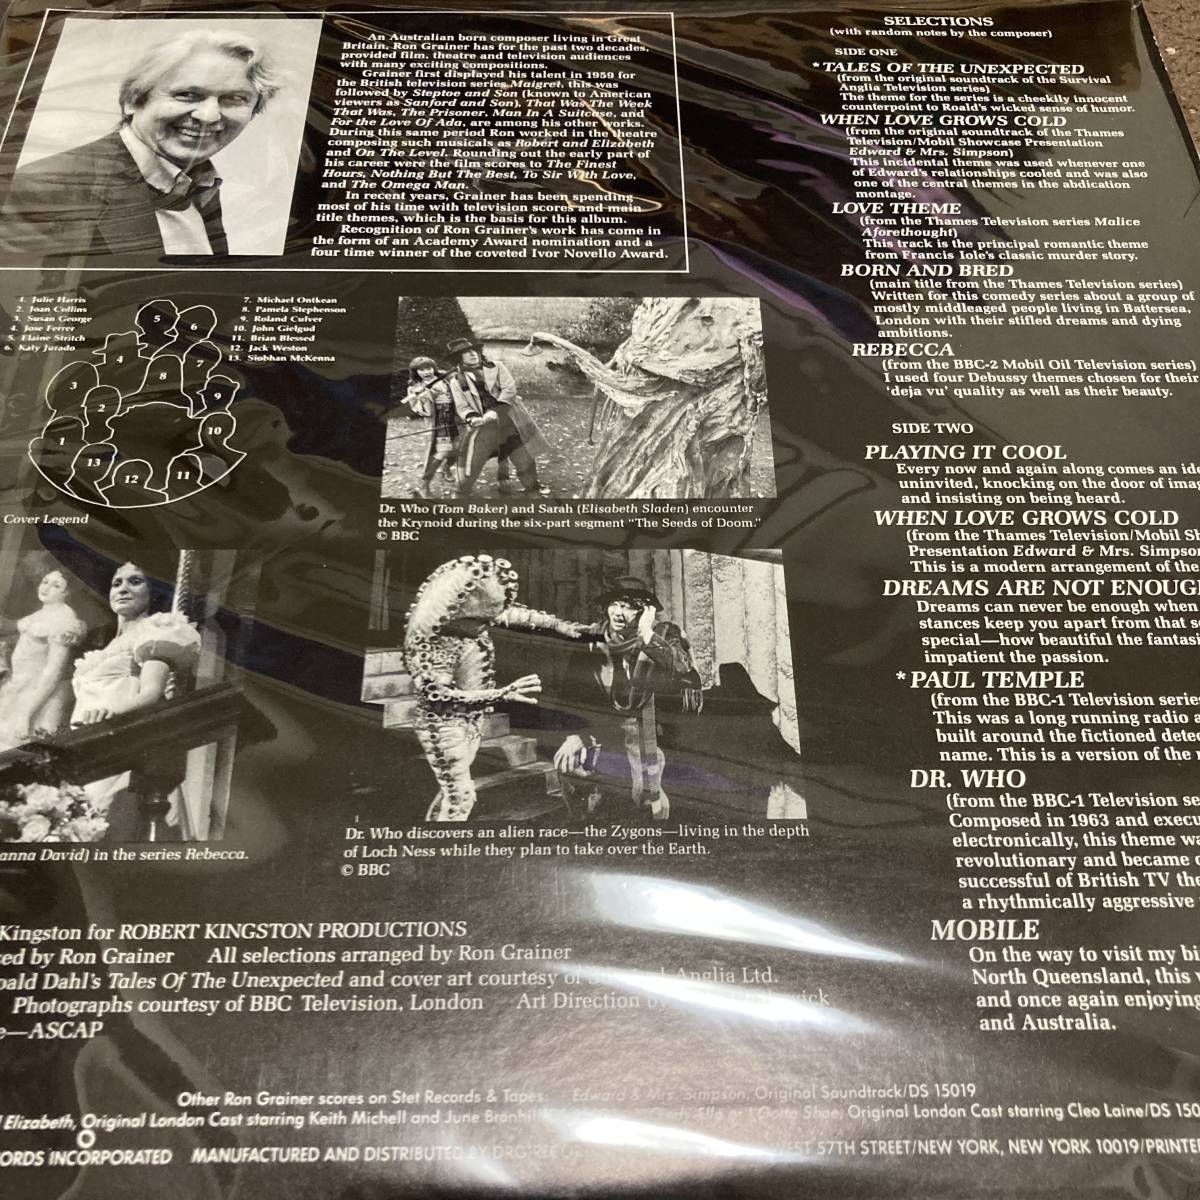 An Australian born composer living in Great
Britain, Ron Grainer has for the past two decades,
provided film, theatre and television audiences
with many exciting compositions.
Grainer first displayed his talent in 1959 for
the British television series Maigret, this was
followed by Steptoe and Son (known to American
viewers as Sanford and Son), That Was The Week
That Was, The Prisoner, Man In A Suitcase, and
For the Love Of Ada, are among his other works.
During this same period Ron worked in the theatre
composing such musicals as Robert and Elizabeth
and On The Level. Rounding out the early part of
his career were the film scores to The Finest
Hours, Nothing But The Best, To Sir With Love,
and The Omega Man.
In recent years, Grainer has been spending
most of his time with television scores and main
title themes, which is the basis for this album.
Recognition of Ron Grainer's work has come in
the form of an Academy Award nomination and a
four time winner of the coveted Ivor Novello Award.
1. Julie Harris
2. Joan Collins
3. Susan George
4. Jose Ferrer
5. Elaine Stritch
6. Katy Jurado
7. Michael Ontkean
8. Pamela Stephenson
9. Roland Culver
10. John Gielgud
11. Brian Blessed
12. Jack Weston
13. Siobhan McKenna
5
6
4
7
3
8
9
2
10
1
13
12
11
Cover Legend
Dr. Who (Tom Baker) and Sarah (Elisabeth Sladen) encounter
the Krynoid during the six-part segment "The Seeds of Doom."
© BBC
anna David) in the series Rebecca.
Dr. Who discovers an alien race—the Zygons—living in the depth
of Loch Ness while they plan to take over the Earth.
© BBC
SELECTIONS
(with random notes by the composer)
SIDE ONE
*TALES OF THE UNEXPECTED
(from the original soundtrack of the Survival
Anglia Television series)
The theme for the series is a cheekily innocent
counterpoint to Roald's wicked sense of humor.
WHEN LOVE GROWS COLD
(from the original soundtrack of the Thames
Television/Mobil Showcase Presentation
Edward & Mrs. Simpson)
This incidental theme was used whenever one
of Edward's relationships cooled and was also
one of the central themes in the abdication
montage.
LOVE THEME
(from the Thames Television series Malice
Aforethought)
This track is the principal romantic theme
from Francis Iole's classic murder story.
BORN AND BRED
(main title from the Thames Television series)
Written for this comedy series about a group of
mostly middleaged people living in Battersea,
London with their stifled dreams and dying
ambitions.
REBECCA
(from the BBC-2 Mobil Oil Television series)
I used four Debussy themes chosen for their
'deja vu' quality as well as their beauty.
SIDE TWO
PLAYING IT COOL
Every now and again along comes an ide
uninvited, knocking on the door of imag
and insisting on being heard.
WHEN LOVE GROWS COLD
(from the Thames Television/Mobil Sh
Presentation Edward & Mrs. Simpson
This is a modern arrangement of the
DREAMS ARE NOT ENOUG
Dreams can never be enough when
stances keep you apart from that s
special—how beautiful the fantasi
impatient the passion.
*PAUL TEMPLE
(from the BBC-1 Television series
This was a long running radio a
built around the fictioned detec
name. This is a version of the
DR. WHO
(from the BBC-1 Television se
Composed in 1963 and execu
electronically, this theme wa
revolutionary and became
successful of British TV the
a rhythmically aggressive
MOBILE
On the way to visit my bi
North Queensland, this
and once again enjoying
and Australia.
Kingston for ROBERT KINGSTON PRODUCTIONS
ced by Ron Grainer All selections arranged by Ron Grainer
oald Dahl's Tales Of The Unexpected and cover art courtesy of Anglia Ltd.
Photographs courtesy of BBC Television, London Art Direction by
e—ASCAP
Other Ron Grainer scores on Stet Records & Tapes Edward & Mrs. Simpson, Original Soundtrack/DS 15019
Elizabeth, Original London Cast starring Keith Michell and June Bronhill Original London Cast starring Cleo Laine/DS 150
ORDS INCORPORATED MANUFACTURED AND DISTRIBUTED BY DRG WEST 57TH STREET/NEW YORK, NEW YORK 10019/PRINTE